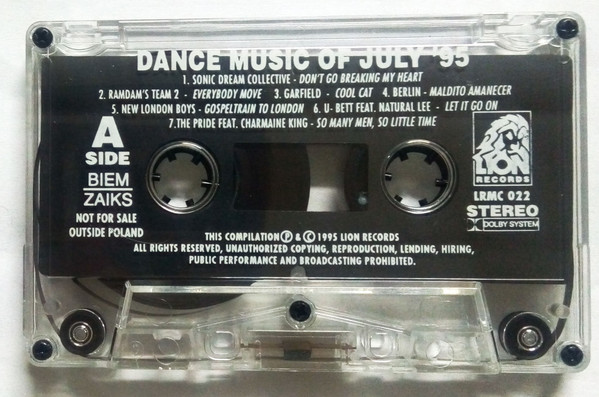 DANCE MUSIC OF JULY '95
1. SONIC DREAM COLLECTIVE - DON'T GO BREAKING MY HEART
2. RAMDAM'S TEAM 2 - EVERYBODY MOVE 3. GARFIELD - COOL CAT 4. BERLIN - MALDITO AMANECER
5. NEW LONDON BOYS - GOSPELTRAIN TO LONDON 6. U- BETT FEAT. NATURAL LEE - LET IT GO ON
7.THE PRIDE FEAT. CHARMAINE KING - SO MANY MEN, SO LITTLE TIME
A
SIDE
BIEM
ZAIKS
NOT FOR SALE
OUTSIDE POLAND
LION
RECORDS
LRMC 022
STEREO
DOLBY SYSTEM
THIS COMPILATION Ⓟ & © 1995 LION RECORDS
ALL RIGHTS RESERVED, UNAUTHORIZED COPYING, REPRODUCTION, LENDING, HIRING,
PUBLIC PERFORMANCE AND BROADCASTING PROHIBITED.